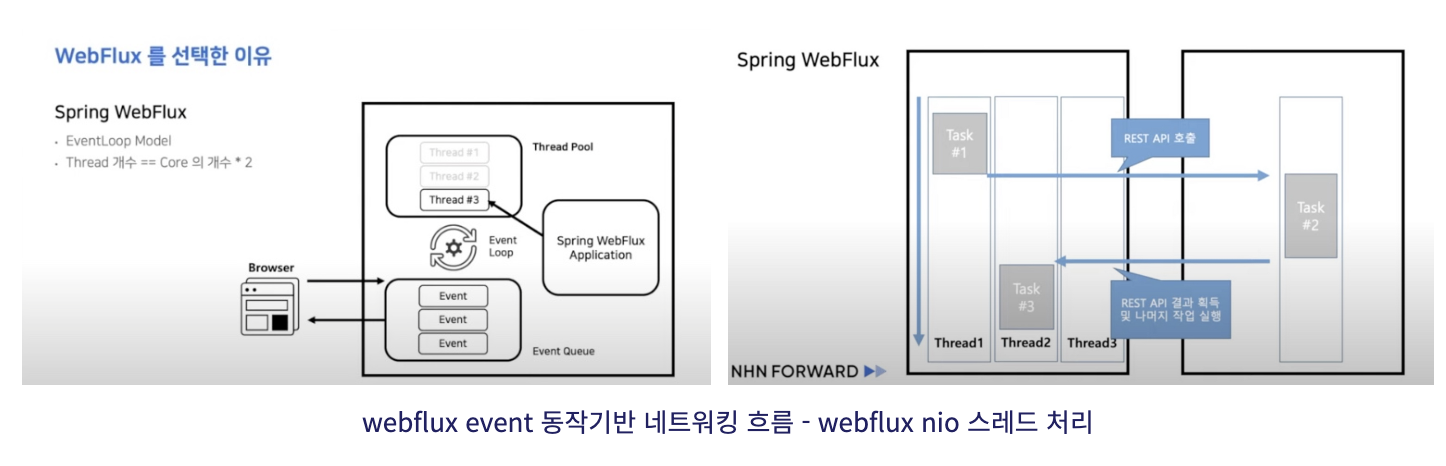 WebFlux 를 선택한 이유
Spring WebFlux
• EventLoop Model
• Thread 개수 == Core 의 개수 * 2
Thread #1
Thread #2
Thread #3
Thread Pool
Event
Loop
Spring WebFlux
Application
Browser
Event
Event
Event
Event Queue
Spring WebFlux
Task
#1
REST API 호출
Task
#2
Task
#3
REST API 결과 획득
및 나머지 작업 실행
Thread1
Thread2
Thread3
NHN FORWARD
webflux event 동작기반 네트워킹 흐름 - webflux nio 스레드 처리